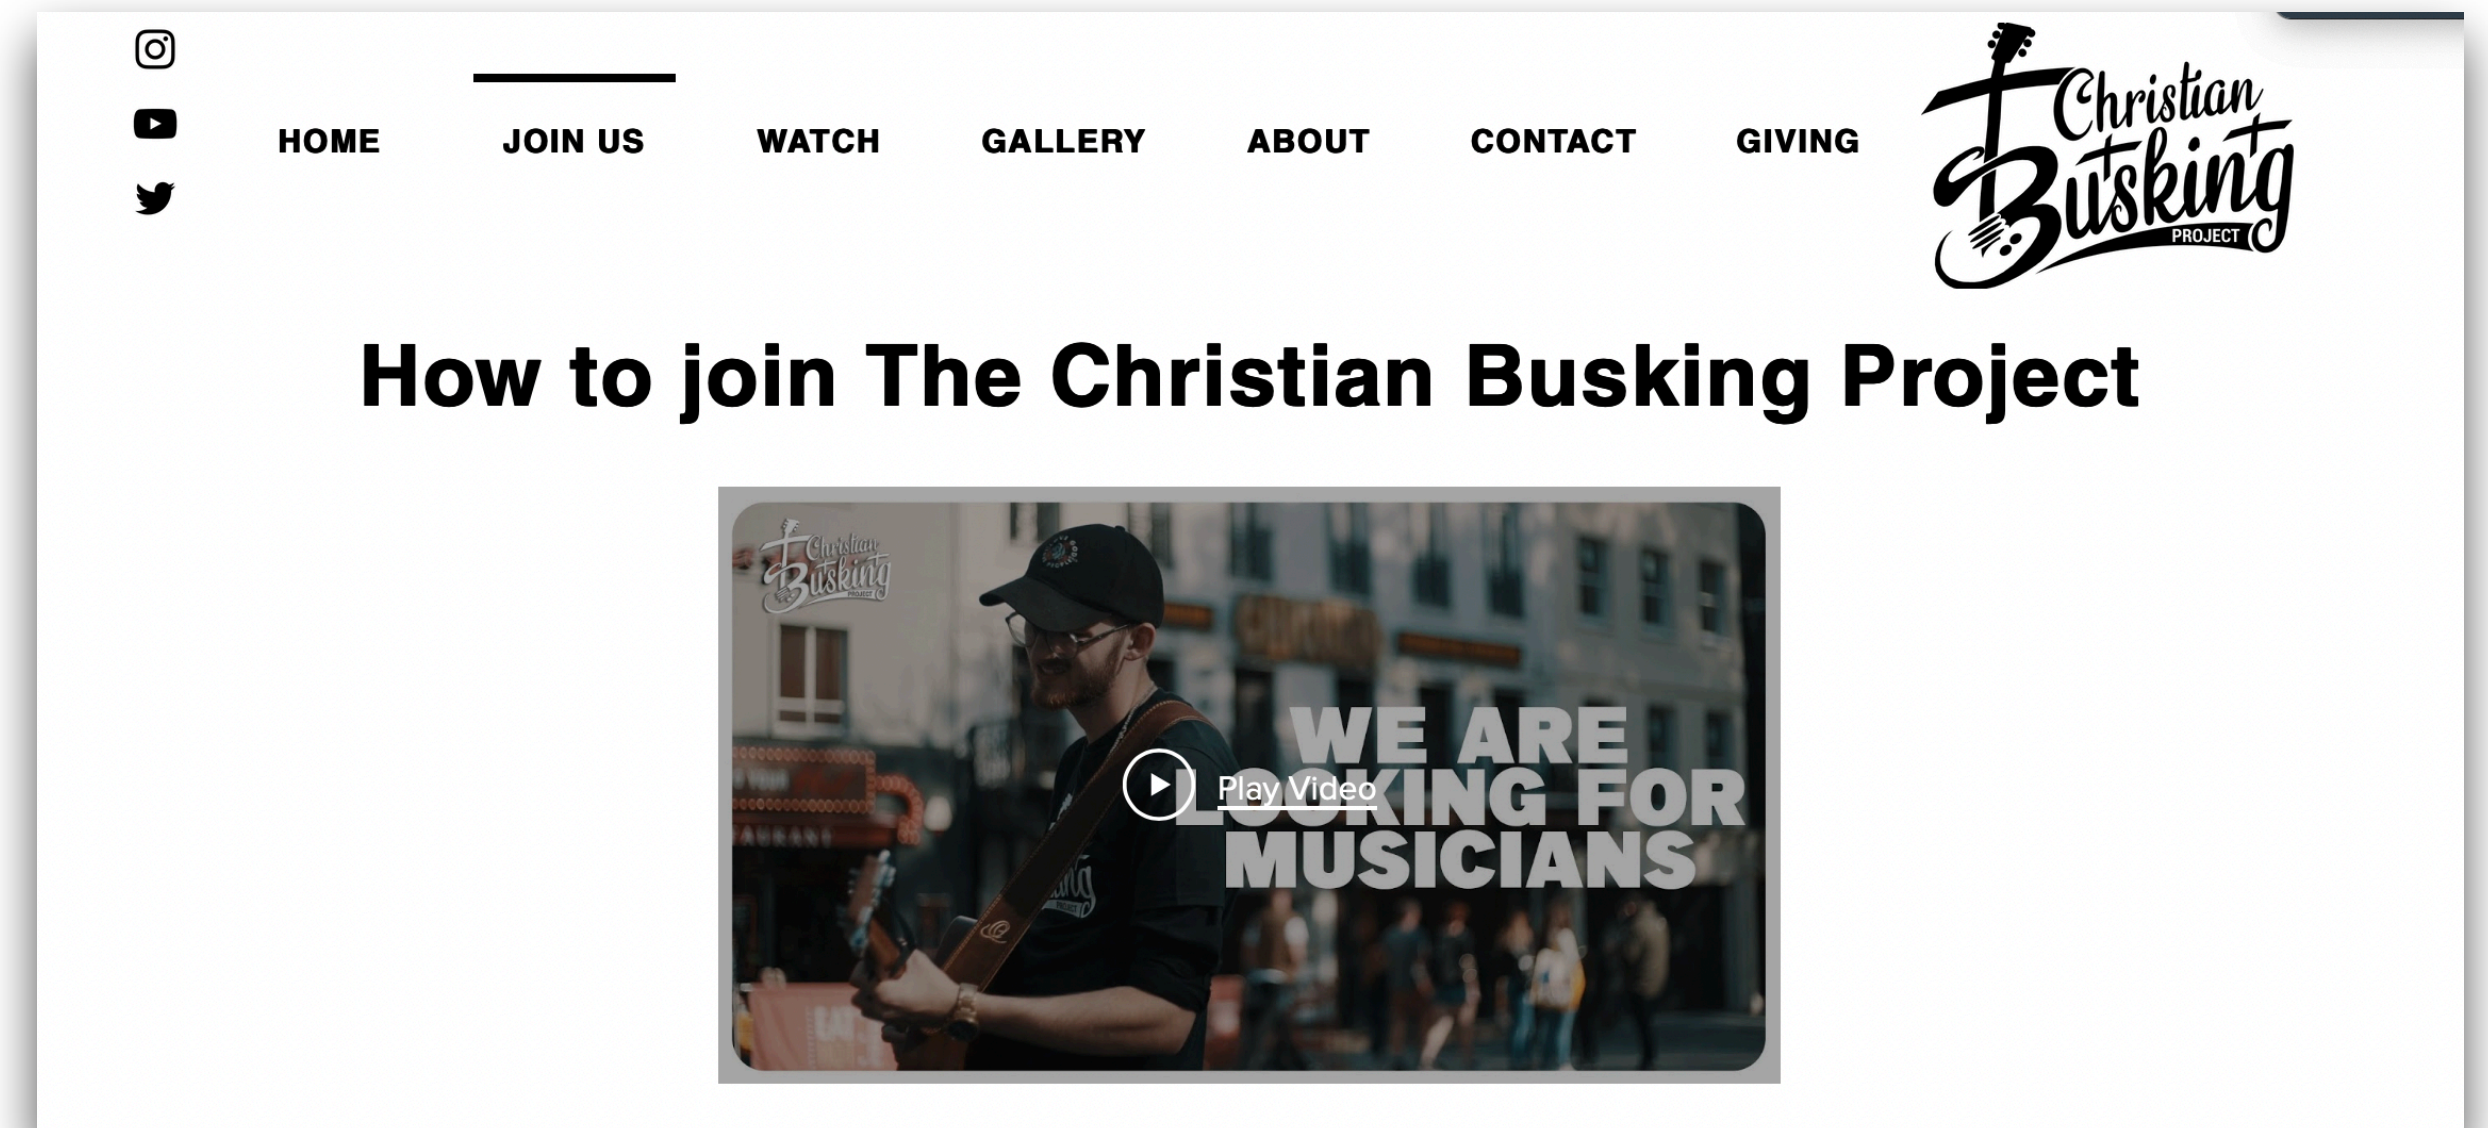 HOME JOIN US WATCH GALLERY ABOUT CONTACT GIVING
Christian
Busking
PROJECT
How to join The Christian Busking Project
Christian
Busking
PROJECT
WE ARE
LOOKING FOR
MUSICIANS
Play Video